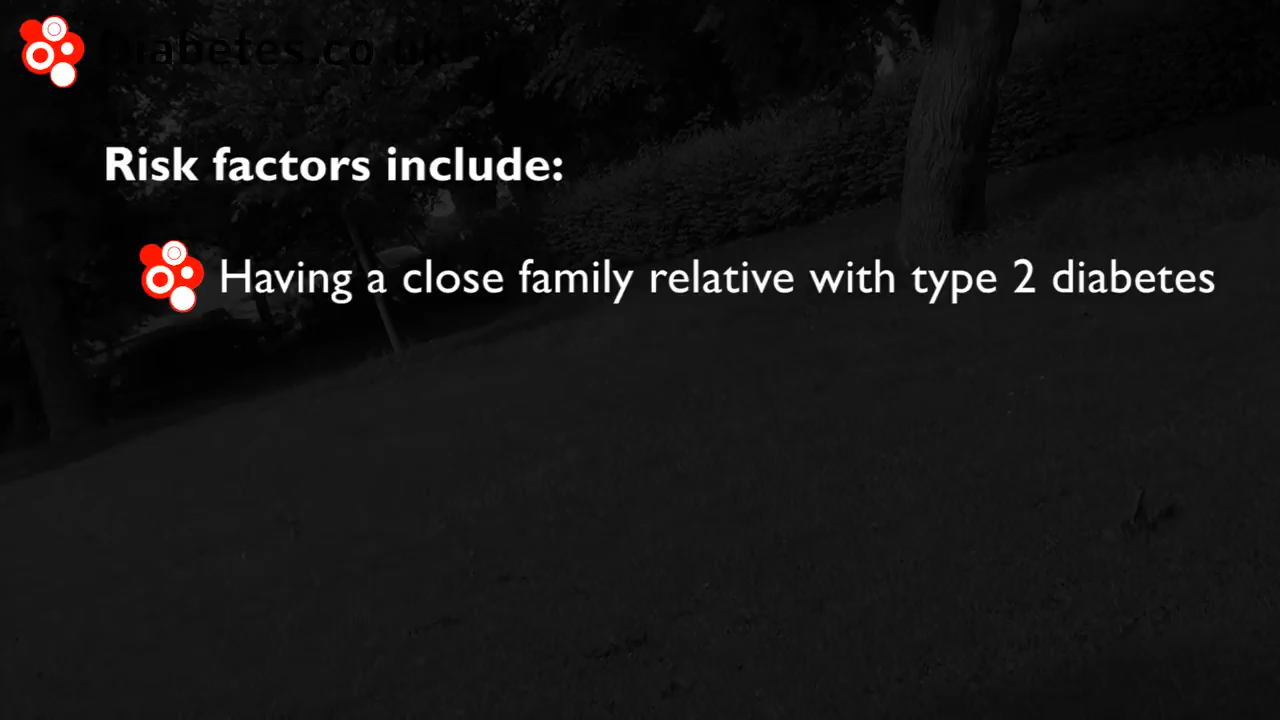 Diabetes.co.uk
Risk factors include:
Having a close family relative with type 2 diabetes